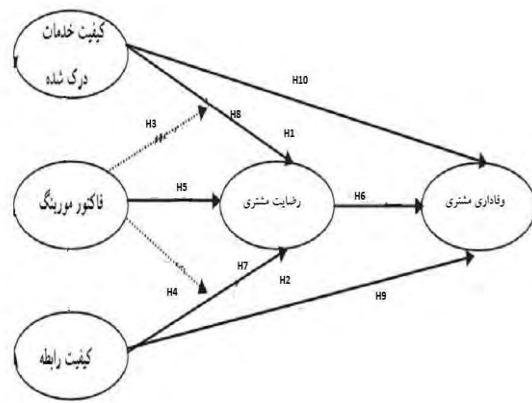 کیفیت خدمات
درک شده
H10
H3
H8
H1
فاکتور مورینگ
H5
رضایت مشتری
H6
وفاداری مشتری
H4
H7
H2
H9
کیفیت رابطه